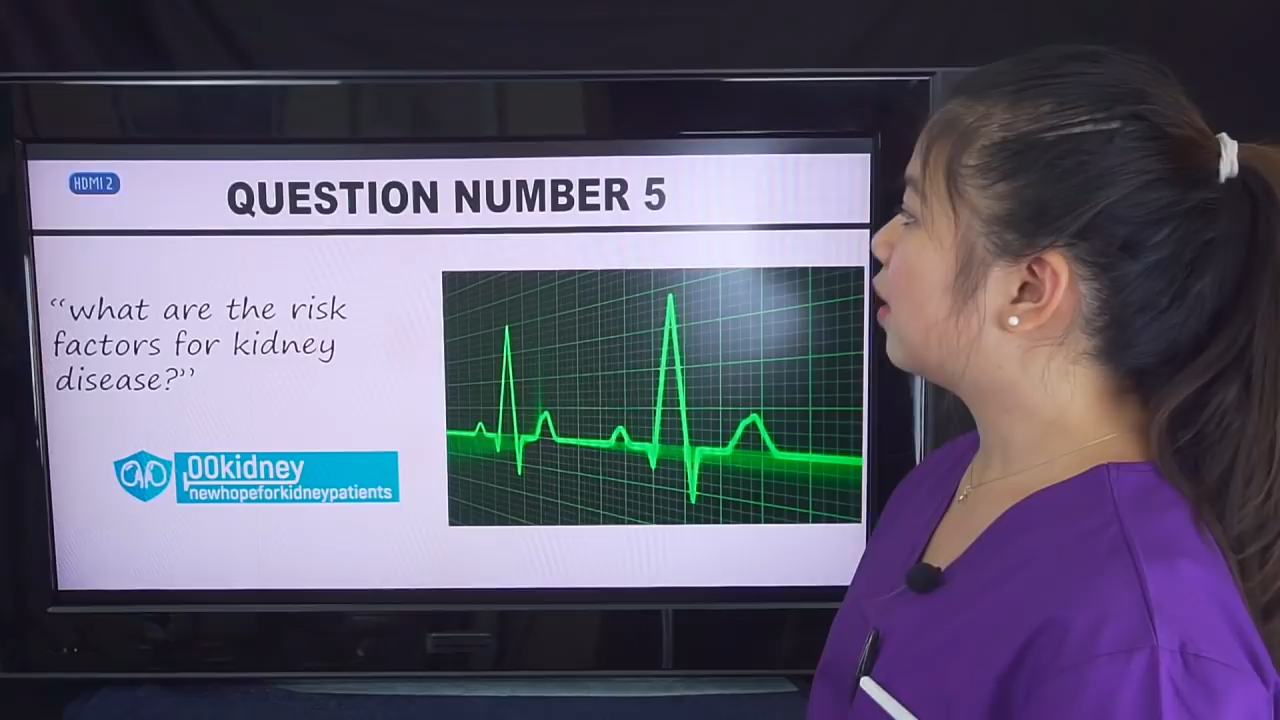 HDMI 2
QUESTION NUMBER 5
“what are the risk
factors for kidney
disease?”
00kidney
newhopeforkidneypatients